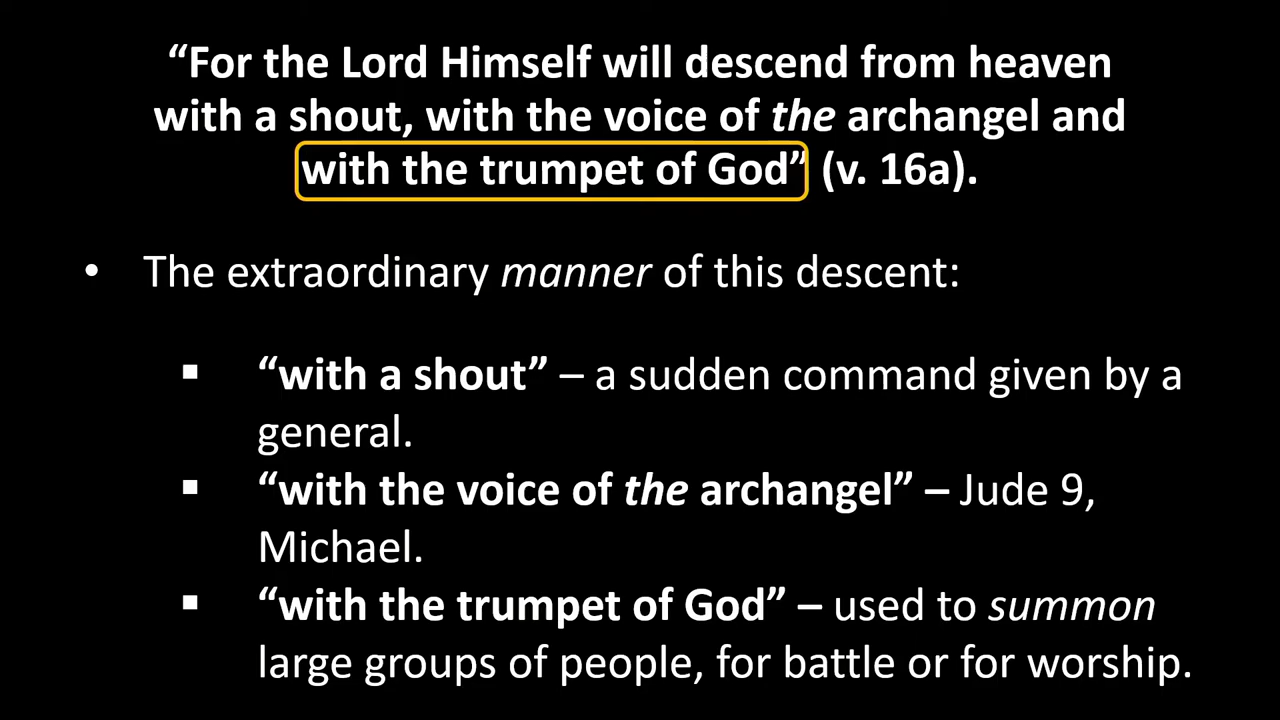 “For the Lord Himself will descend from heaven
with a shout, with the voice of the archangel and
with the trumpet of God” (v. 16a).
• The extraordinary manner of this descent:
▪ “with a shout” – a sudden command given by a
general.
▪ “with the voice of the archangel” – Jude 9,
Michael.
▪ “with the trumpet of God” – used to summon
large groups of people, for battle or for worship.